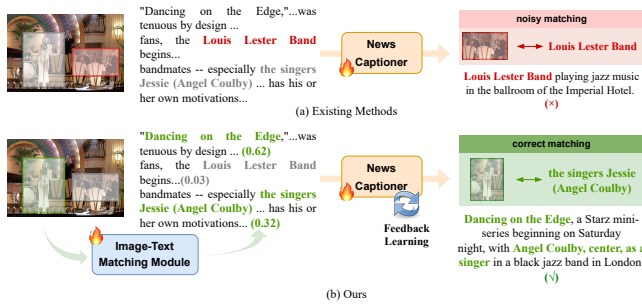 "Dancing on the Edge,"...was
tenuous by design ...
fans, the Louis Lester Band
begins...
bandmates -- especially the singers
Jessie (Angel Coulby) ... has his or
her own motivations...
News
Captioner
noisy matching
Louis Lester Band
Louis Lester Band playing jazz music
in the ballroom of the Imperial Hotel.
(×)
(a) Existing Methods
"Dancing on the Edge,"...was
tenuous by design ... (0.62)
fans, the Louis Lester Band
begins...(0.03)
bandmates -- especially the singers
Jessie (Angel Coulby) ... has his or
her own motivations... (0.32)
Image-Text
Matching Module
News
Captioner
Feedback
Learning
correct matching
the singers Jessie
(Angel Coulby)
Dancing on the Edge, a Starz mini-
series beginning on Saturday
night, with Angel Coulby, center, as a
singer in a black jazz band in London.
(√)
(b) Ours